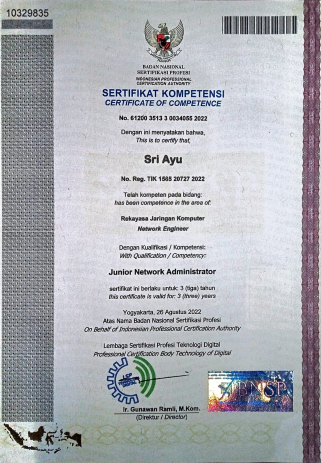 10329835
BADAN NASIONAL
SERTIFIKASI PROFESI
INDONESIAN PROFESSIONAL
CERTIFICATION AUTHORITY
SERTIFIKAT KOMPETENSI
CERTIFICATE OF COMPETENCE
No. 61200 3513 3 0034055 2022
Dengan ini menyatakan bahwa,
This is to certify that,
Sri Ayu
No. Reg. TIK 1565 20727 2022
Telah kompeten pada bidang:
has been competence in the area of:
Rekayasa Jaringan Komputer
Network Engineer
Dengan Kualifikasi / Kompetensi:
With Qualification / Competency:
Junior Network Administrator
sertifikat ini berlaku untuk: 3 (tiga) tahun
this certificate is valid for: 3 (three) years
Yogyakarta, 26 Agustus 2022
Atas Nama Badan Nasional Sertifikasi Profesi
On Behalf of Indonesian Professional Certification Authority
Lembaga Sertifikasi Profesi Teknologi Digital
Professional Certification Body Technology of Digital
BNSP
Ir. Gunawan Ramli, M.Kom.
(Direktur / Director)